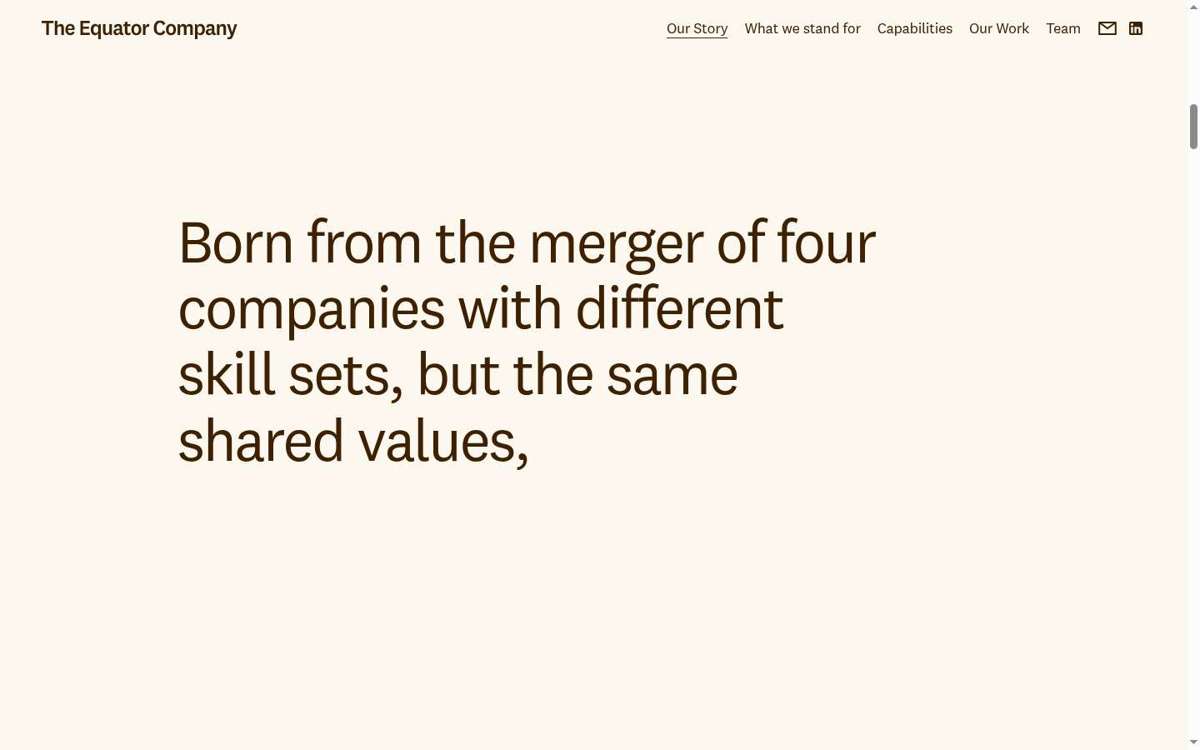 The Equator Company
Our Story What we stand for Capabilities Our Work Team
Born from the merger of four
companies with different
skill sets, but the same
shared values,